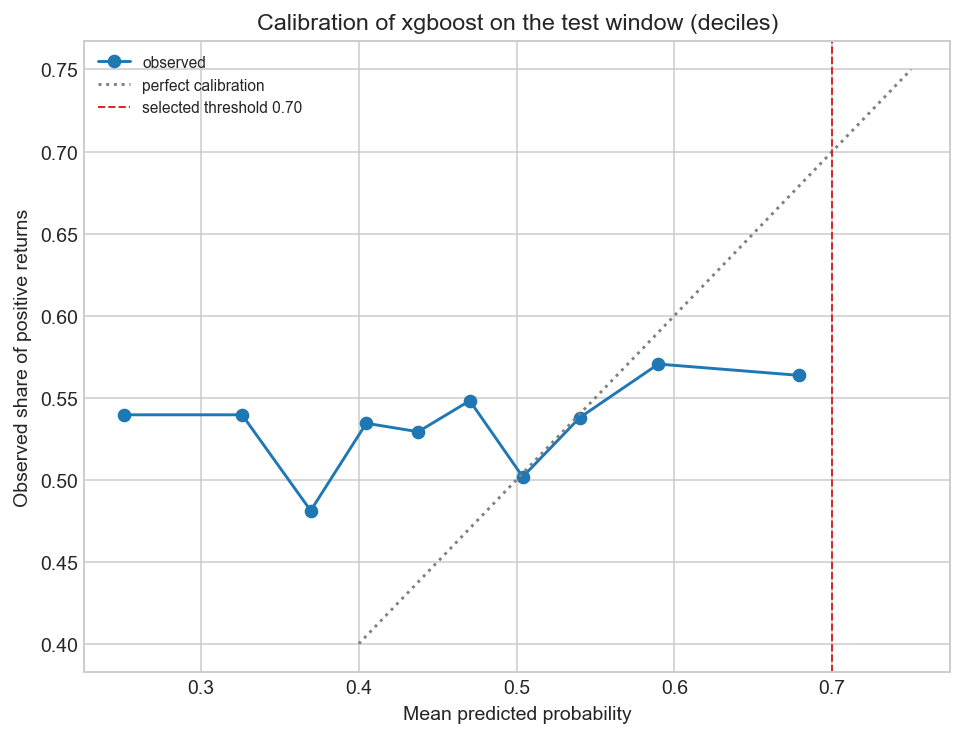 Calibration of xgboost on the test window (deciles)
observed
perfect calibration
selected threshold 0.70
Observed share of positive returns
0.75
0.70
0.65
0.60
0.55
0.50
0.45
0.40
0.3 0.4 0.5 0.6 0.7
Mean predicted probability